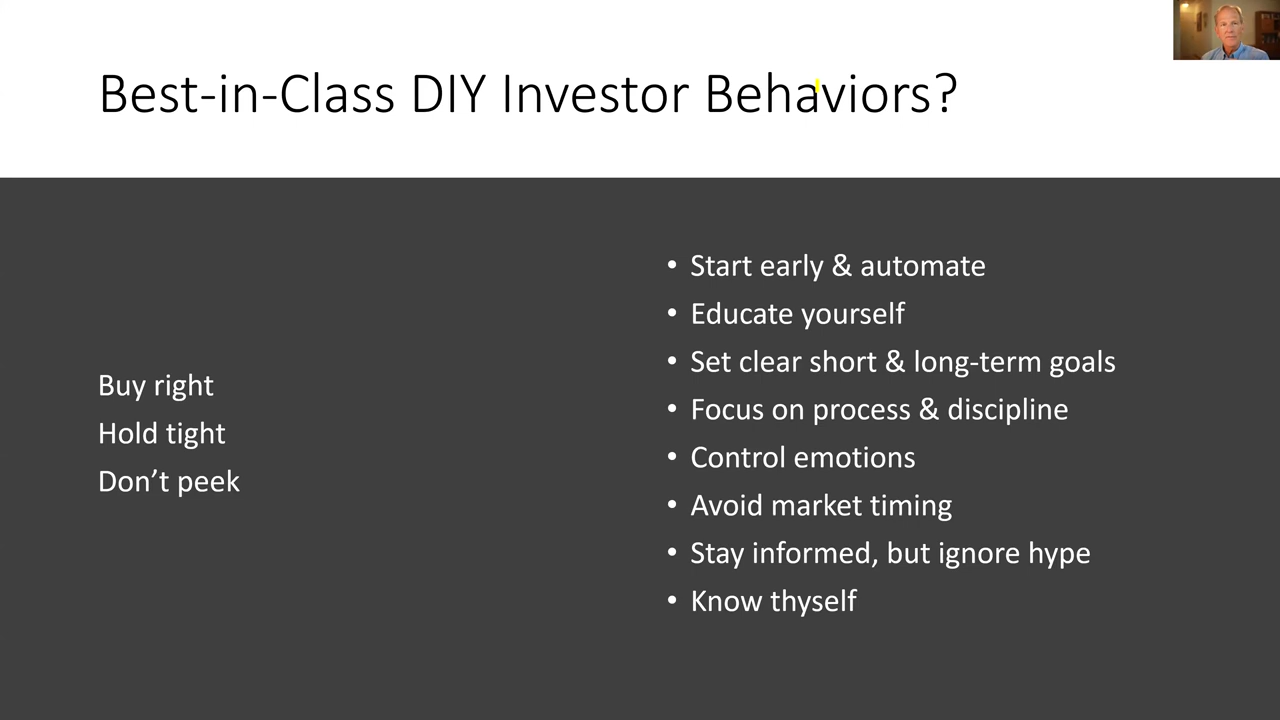 Best-in-Class DIY Investor Behaviors?
Buy right
Hold tight
Don’t peek
• Start early & automate
• Educate yourself
• Set clear short & long-term goals
• Focus on process & discipline
• Control emotions
• Avoid market timing
• Stay informed, but ignore hype
• Know thyself